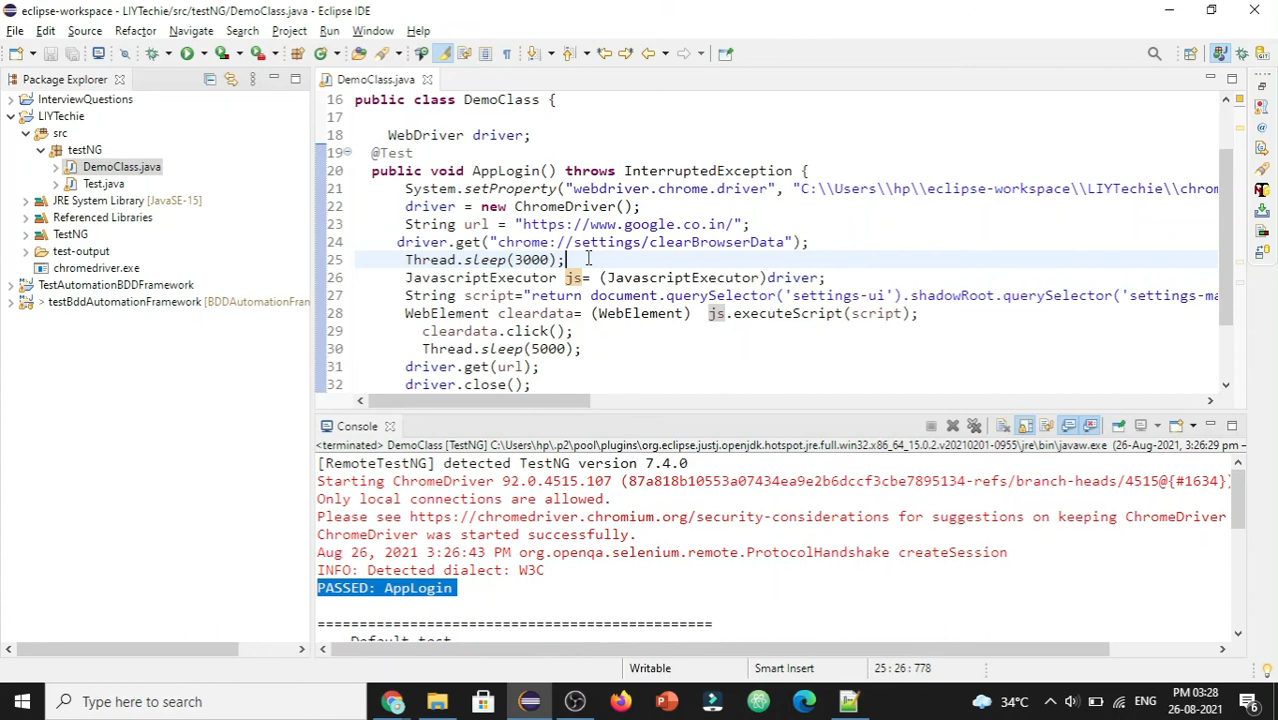 eclipse-workspace - LIYTechie/src/testNG/DemoClass.java - Eclipse IDE
File Edit Source Refactor Navigate Search Project Run Window Help
Package Explorer
InterviewQuestions
LIYTechie
src
testNG
DemoClass.java
Test.java
JRE System Library [JavaSE-15]
Referenced Libraries
TestNG
test-output
chromedriver.exe
TestAutomationBDDFramework
testBddAutomationFramework [BDDAutomationFran
DemoClass.java
16 public class DemoClass {
17
18 WebDriver driver;
19 @Test
20 public void AppLogin() throws InterruptedException {
21 System.setProperty("webdriver.chrome.driver", "C:\\Users\\hp\\eclipse-workspace\\LIYTechie\\chrom
22 driver = new ChromeDriver();
23 String url = "https://www.google.co.in/";
24 driver.get("chrome://settings/clearBrowserData");
25 Thread.sleep(3000);
26 JavascriptExecutor js= (JavascriptExecutor)driver;
27 String script="return document.querySelector('settings-ui').shadowRoot.querySelector('settings-ma
28 WebElement cleardata= (WebElement) js.executeScript(script);
29 cleardata.click();
30 Thread.sleep(5000);
31 driver.get(url);
32 driver.close();
Console
<terminated> DemoClass [TestNG] C:\Users\hp\.p2\pool\plugins\org.eclipse.justj.openjdk.hotspot.jre.full.win32.x86_64_15.0.2.v20210201-0955\jre\bin\javaw.exe (26-Aug-2021, 3:26:29 pm –
[RemoteTestNG] detected TestNG version 7.4.0
Starting ChromeDriver 92.0.4515.107 (87a818b10553a07434ea9e2b6dccf3cbe7895134-refs/branch-heads/4515@{#1634})
Only local connections are allowed.
Please see https://chromedriver.chromium.org/security-considerations for suggestions on keeping ChromeDriver
ChromeDriver was started successfully.
Aug 26, 2021 3:26:43 PM org.openqa.selenium.remote.ProtocolHandshake createSession
INFO: Detected dialect: W3C
PASSED: AppLogin
===============================================
Default test
Writable Smart Insert 25 : 26 : 778
Type here to search
34°C ENG PM 03:28 26-08-2021 6